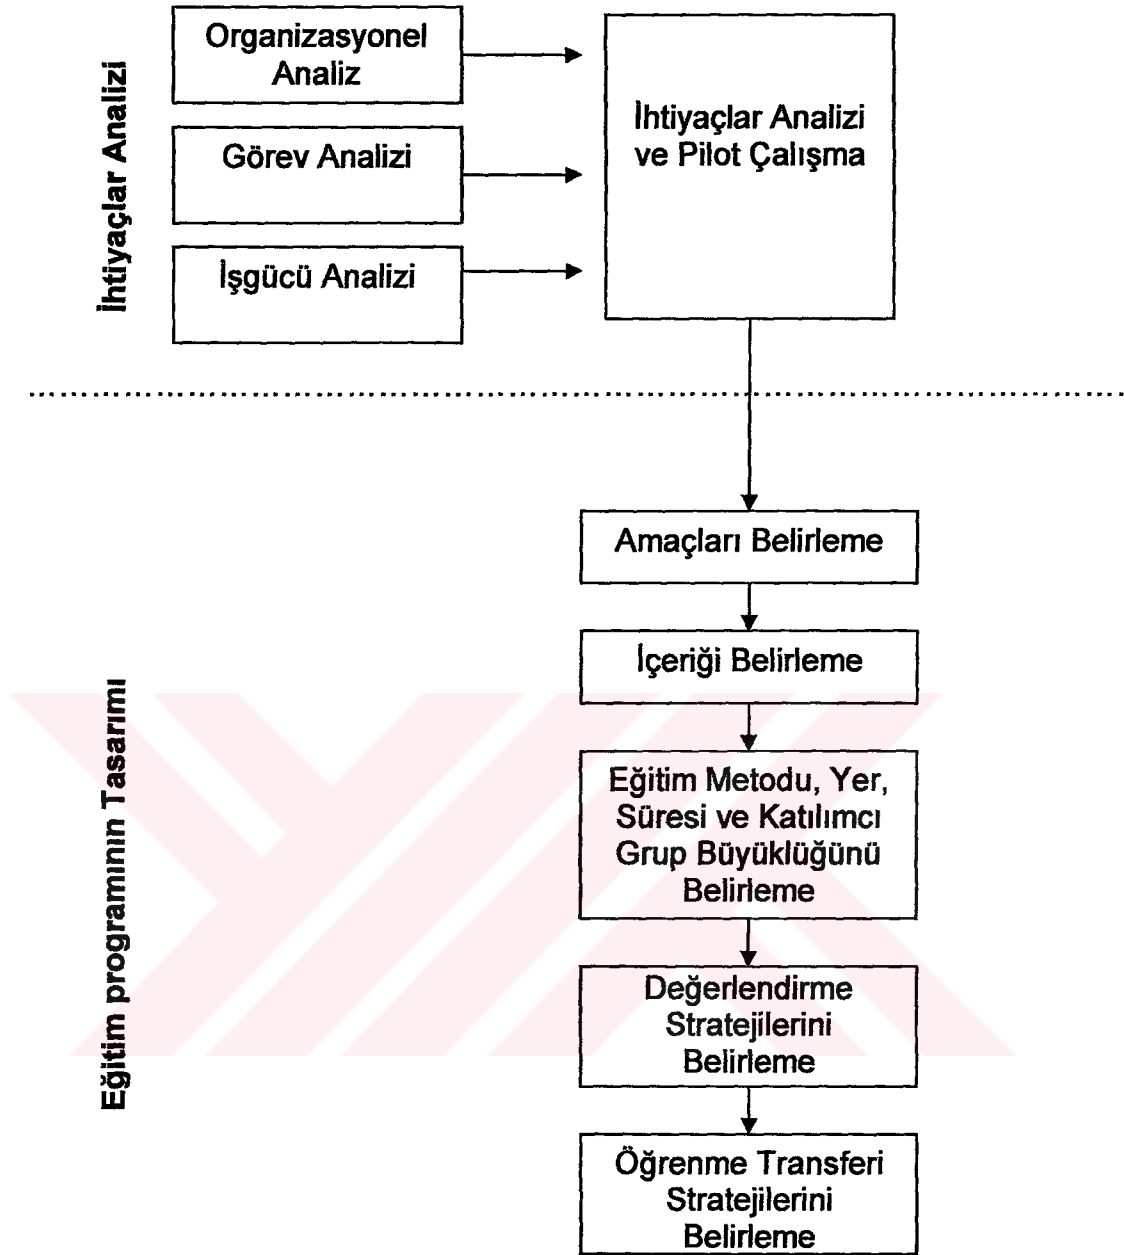 İhtiyaçlar Analizi
Organizasyonel
Analiz
Görev Analizi
İşgücü Analizi
İhtiyaçlar Analizi
ve Pilot Çalışma
Eğitim programının Tasarımı
Amaçları Belirleme
İçeriği Belirleme
Eğitim Metodu, Yer,
Süresi ve Katılımcı
Grup Büyüklüğünü
Belirleme
Değerlendirme
Stratejilerini
Belirleme
Öğrenme Transferi
Stratejilerini
Belirleme